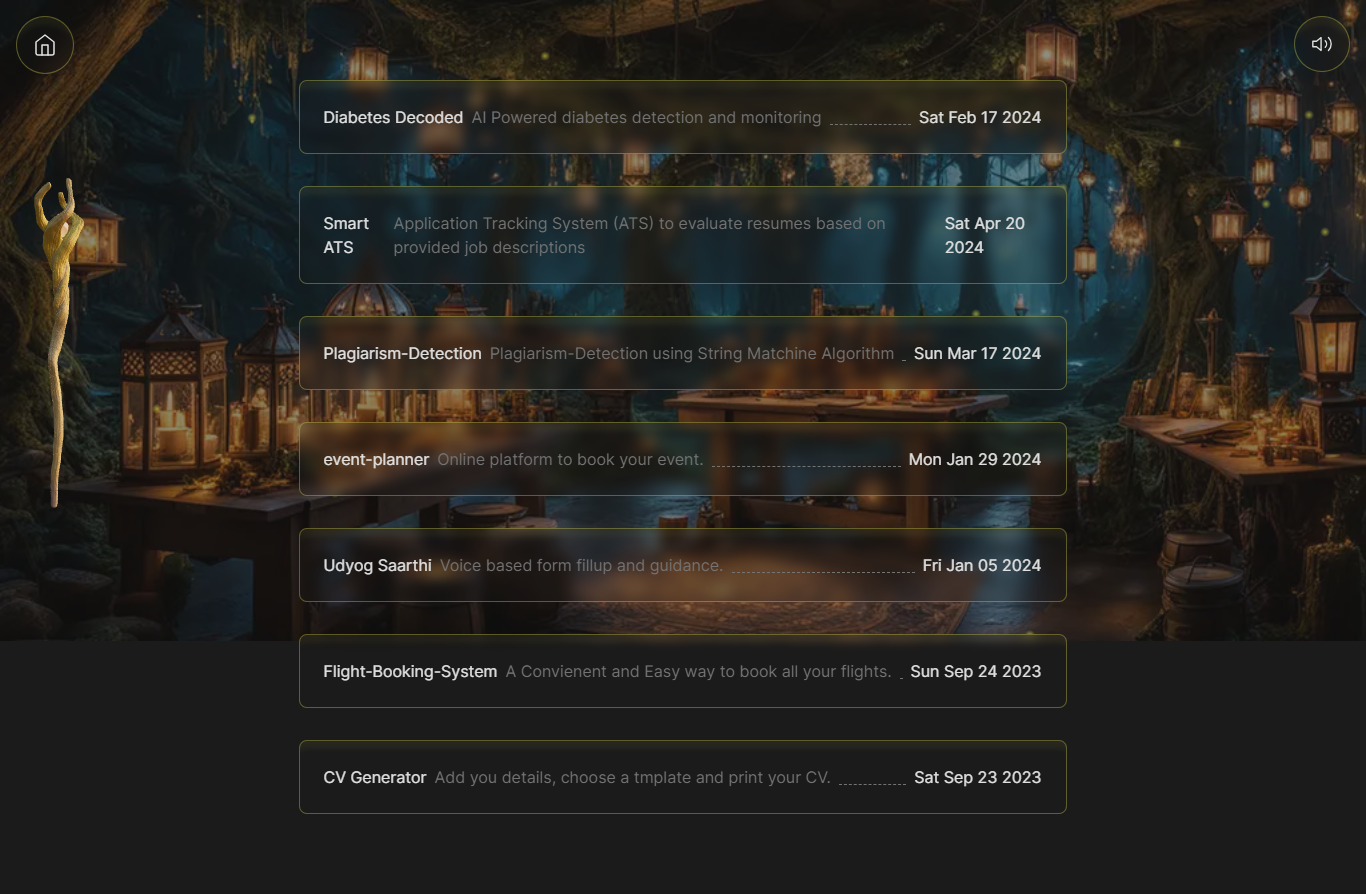 Diabetes Decoded AI Powered diabetes detection and monitoring Sat Feb 17 2024
Smart Application Tracking System (ATS) to evaluate resumes based on Sat Apr 20
ATS provided job descriptions 2024
Plagiarism-Detection Plagiarism-Detection using String Matchine Algorithm Sun Mar 17 2024
event-planner Online platform to book your event. Mon Jan 29 2024
Udyog Saarthi Voice based form fillup and guidance. Fri Jan 05 2024
Flight-Booking-System A Convienent and Easy way to book all your flights. Sun Sep 24 2023
CV Generator Add you details, choose a tmplate and print your CV. Sat Sep 23 2023